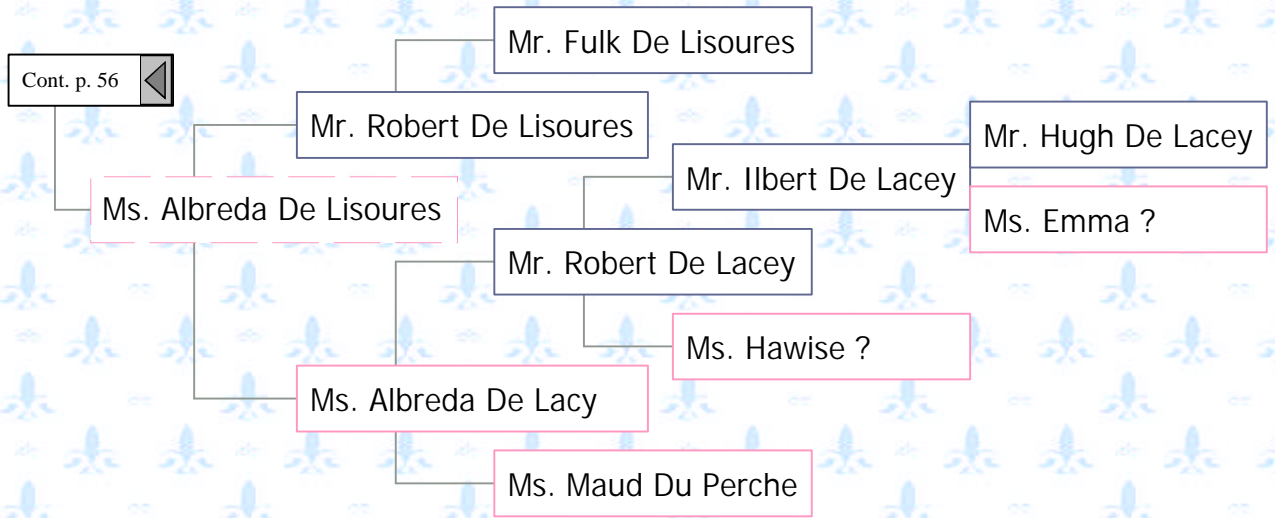 Mr. Fulk De Lisoures
Cont. p. 56
Mr. Robert De Lisoures
Mr. Hugh De Lacey
Mr. Ilbert De Lacey
Ms. Albreda De Lisoures
Ms. Emma ?
Mr. Robert De Lacey
Ms. Hawise ?
Ms. Albreda De Lacy
Ms. Maud Du Perche